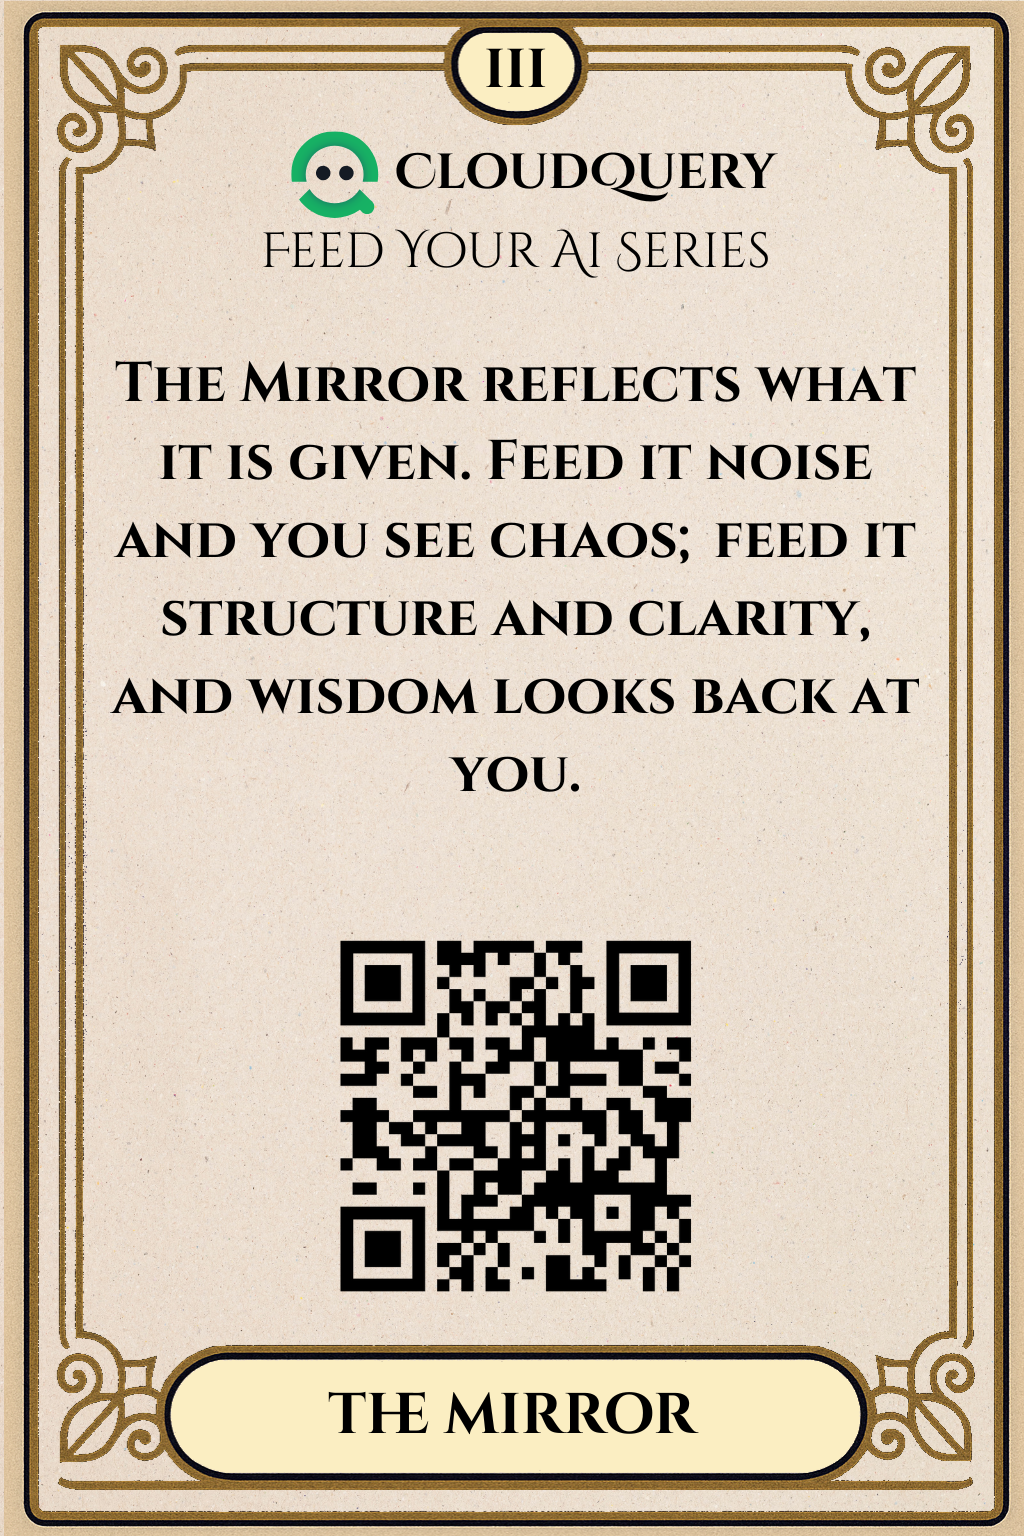 III
CloudQuery
Feed Your AI Series
The Mirror reflects what
it is given. Feed it noise
and you see chaos; feed it
structure and clarity,
and wisdom looks back at
you.
THE MIRROR